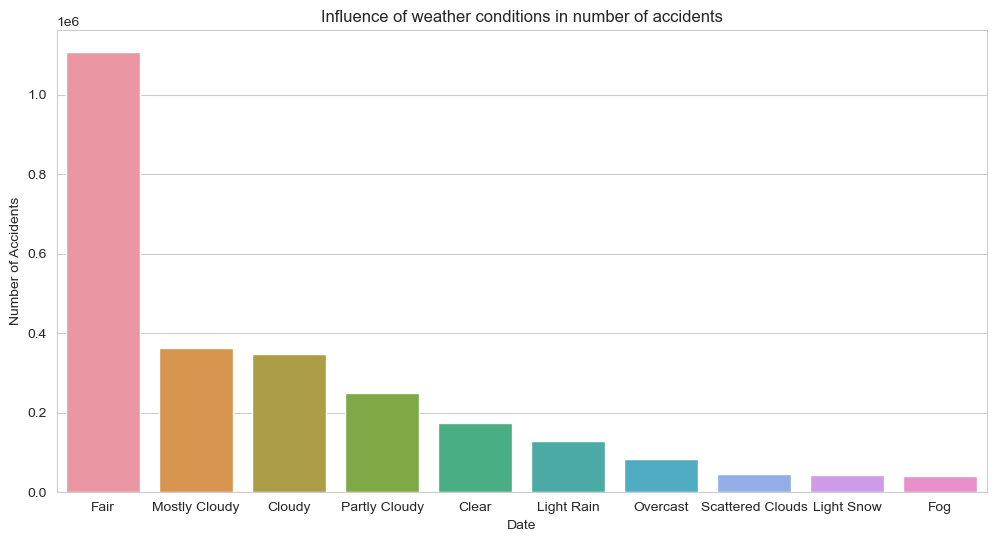 Influence of weather conditions in number of accidents
1e6
1.0
0.8
0.6
0.4
0.2
0.0
Number of Accidents
Fair Mostly Cloudy Cloudy Partly Cloudy Clear Light Rain Overcast Scattered Clouds Light Snow Fog
Date